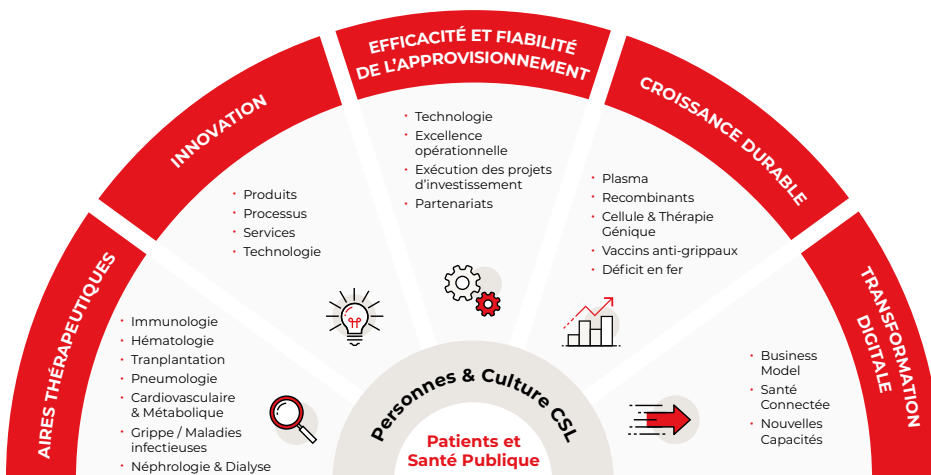 AIRES THÉRAPEUTIQUES
• Immunologie
• Hématologie
• Tranplantation
• Pneumologie
• Cardiovasculaire
& Métabolique
• Grippe / Maladies
infectieuses
• Néphrologie & Dialyse
INNOVATION
• Produits
• Processus
• Services
• Technologie
EFFICACITÉ ET FIABILITÉ
DE L'APPROVISIONNEMENT
• Technologie
• Excellence
opérationnelle
• Exécution des projets
d'investissement
• Partenariats
CROISSANCE DURABLE
• Plasma
• Recombinants
• Cellule & Thérapie
Génique
• Vaccins anti-grippaux
• Déficit en fer
TRANSFORMATION
DIGITALE
• Business
Model
• Santé
Connectée
• Nouvelles
Capacités
Personnes & Culture CSL
Patients et
Santé Publique